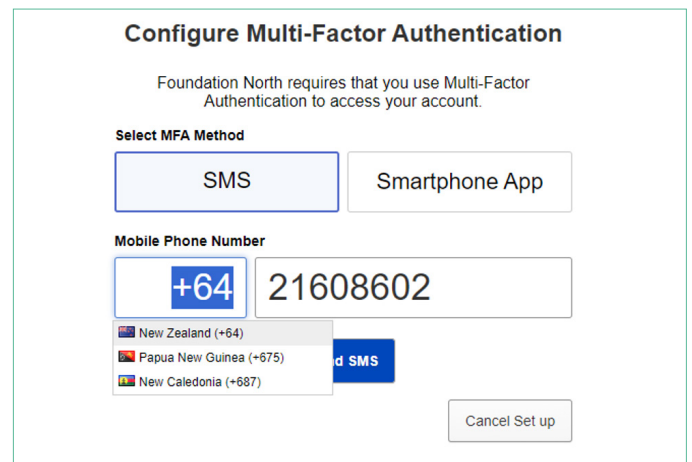 Configure Multi-Factor Authentication
Foundation North requires that you use Multi-Factor
Authentication to access your account.
Select MFA Method
SMS
Smartphone App
Mobile Phone Number
+64
21608602
New Zealand (+64)
Papua New Guinea (+675)
New Caledonia (+687)
SMS
Cancel Set up